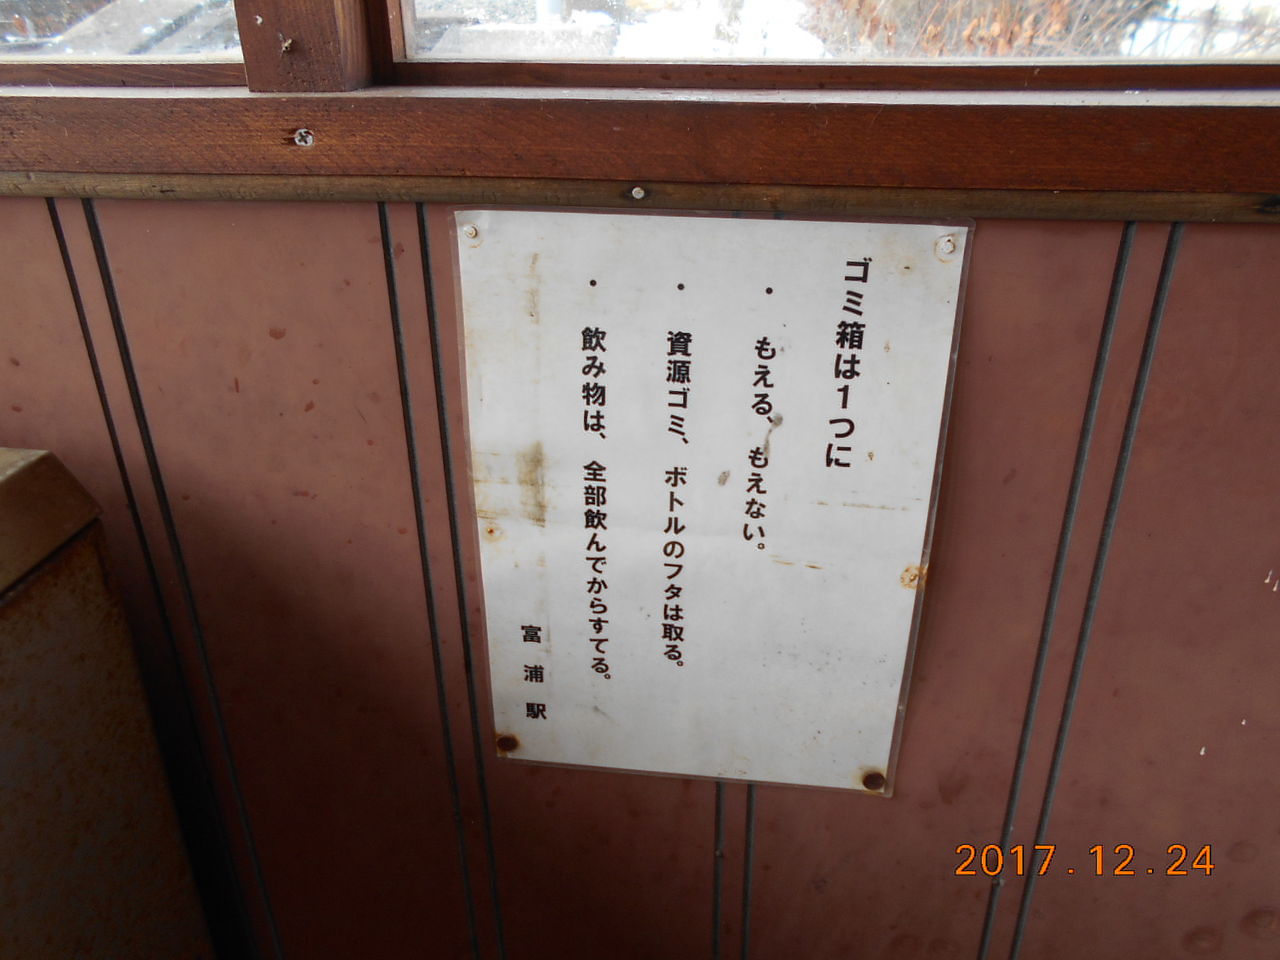 ゴミ箱は1つに
・ もえる、もえない。
・ 資源ゴミ、ボトルのフタは取る。
・ 飲み物は、全部飲んでからすてる。
富浦駅
2017.12.24